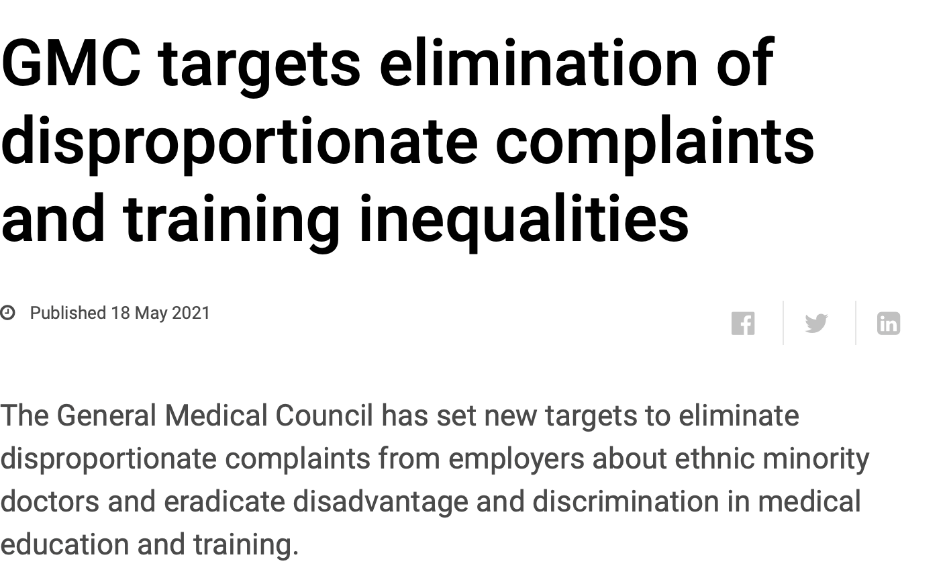 GMC targets elimination of
disproportionate complaints
and training inequalities
Published 18 May 2021
The General Medical Council has set new targets to eliminate
disproportionate complaints from employers about ethnic minority
doctors and eradicate disadvantage and discrimination in medical
education and training.